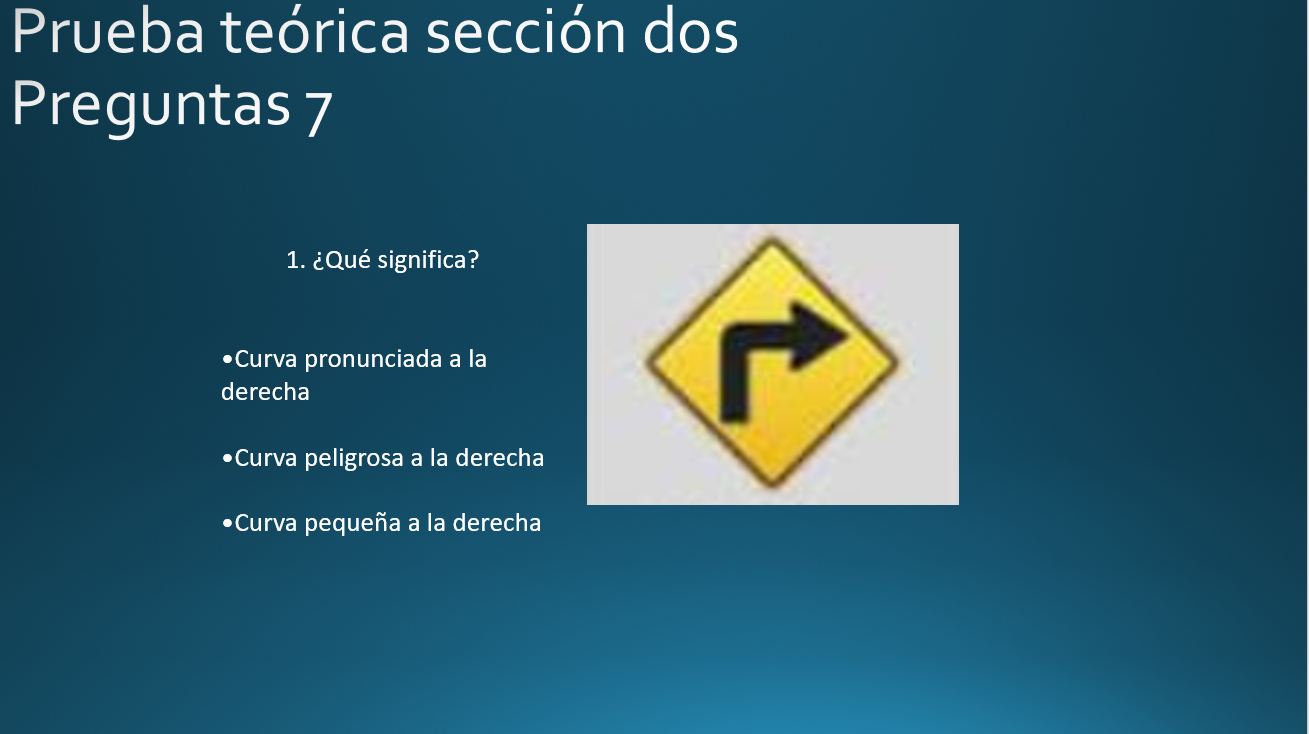 Prueba teórica sección dos
Preguntas 7
1. ¿Qué significa?
•Curva pronunciada a la
derecha
•Curva peligrosa a la derecha
•Curva pequeña a la derecha